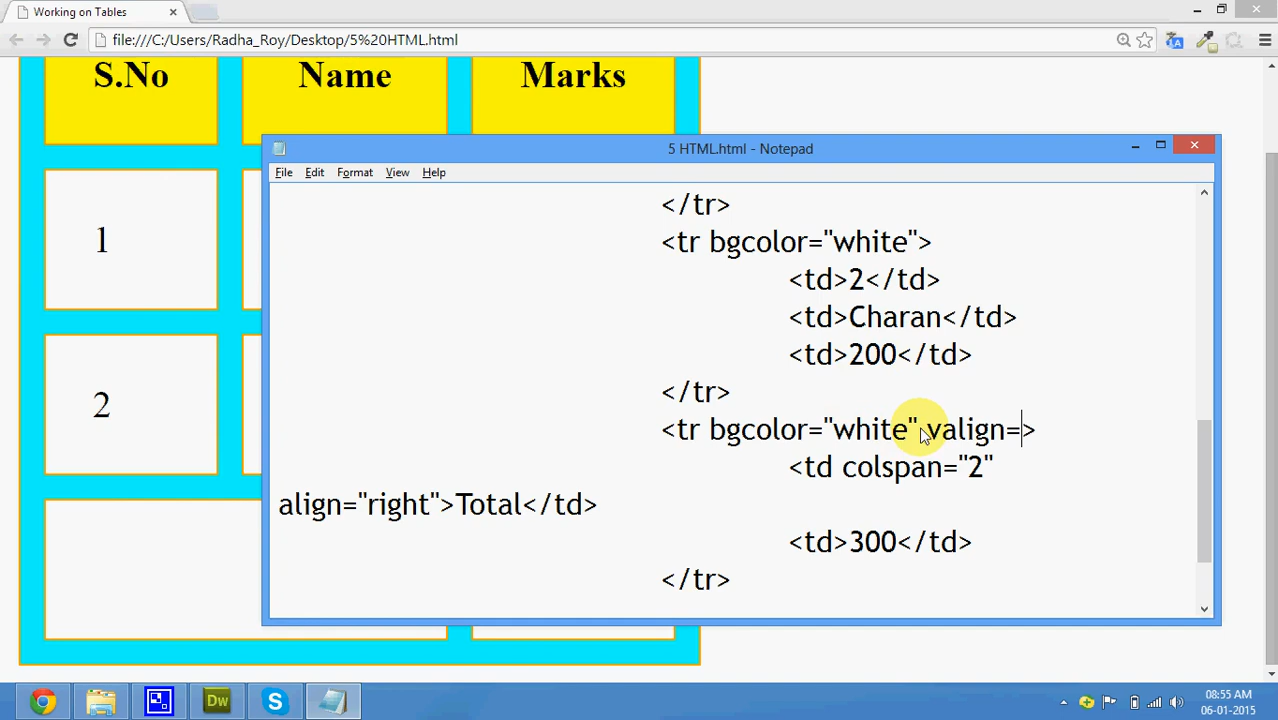 Working on Tables
file:///C:/Users/Radha_Roy/Desktop/5%20HTML.html
S.No Name Marks
1
2
5 HTML.html - Notepad
File Edit Format View Help
</tr>
<tr bgcolor="white">
<td>2</td>
<td>Charan</td>
<td>200</td>
</tr>
<tr bgcolor="white" valign=>
<td colspan="2"
align="right">Total</td>
<td>300</td>
</tr>
Dw
08:55 AM
06-01-2015